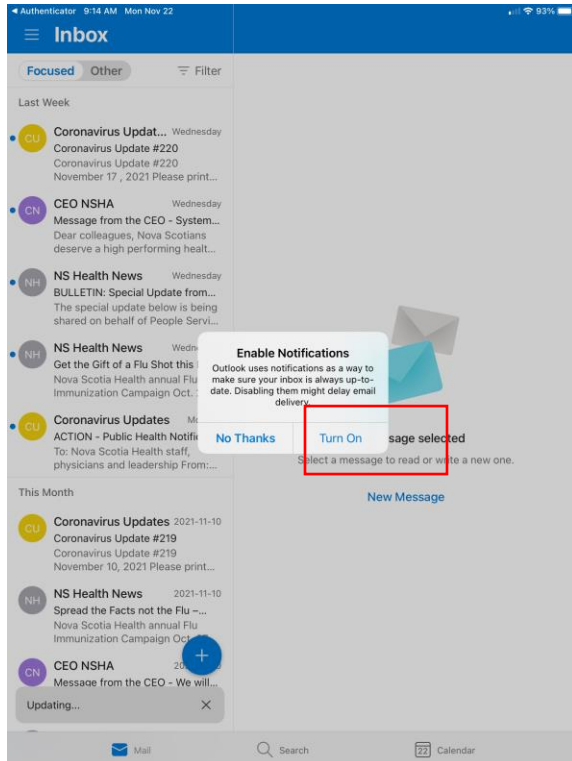 ◄ Authenticator 9:14 AM Mon Nov 22 93%
Inbox
Focused Other Filter
Last Week
CU Coronavirus Updat... Wednesday
Coronavirus Update #220
Coronavirus Update #220
November 17 , 2021 Please print...
CN CEO NSHA Wednesday
Message from the CEO - System...
Dear colleagues, Nova Scotians
deserve a high performing healt...
NH NS Health News Wednesday
BULLETIN: Special Update from...
The special update below is being
shared on behalf of People Servi...
NH NS Health News Wedn
Get the Gift of a Flu Shot this
Nova Scotia Health annual Flu
Immunization Campaign Oct.
CU Coronavirus Updates
ACTION - Public Health Notifi
To: Nova Scotia Health staff,
physicians and leadership From:...
This Month
CU Coronavirus Updates 2021-11-10
Coronavirus Update #219
Coronavirus Update #219
November 10, 2021 Please print...
NH NS Health News 2021-11-10
Spread the Facts not the Flu –...
Nova Scotia Health annual Flu
Immunization Campaign
CN CEO NSHA
Message from the CEO - We will...
Updating...
Enable Notifications
Outlook uses notifications as a way to
make sure your inbox is always up-to-
date. Disabling them might delay email
delivery.
No Thanks Turn On
sage selected
Select a message to read or write a new one.
New Message
Mail Search 22 Calendar